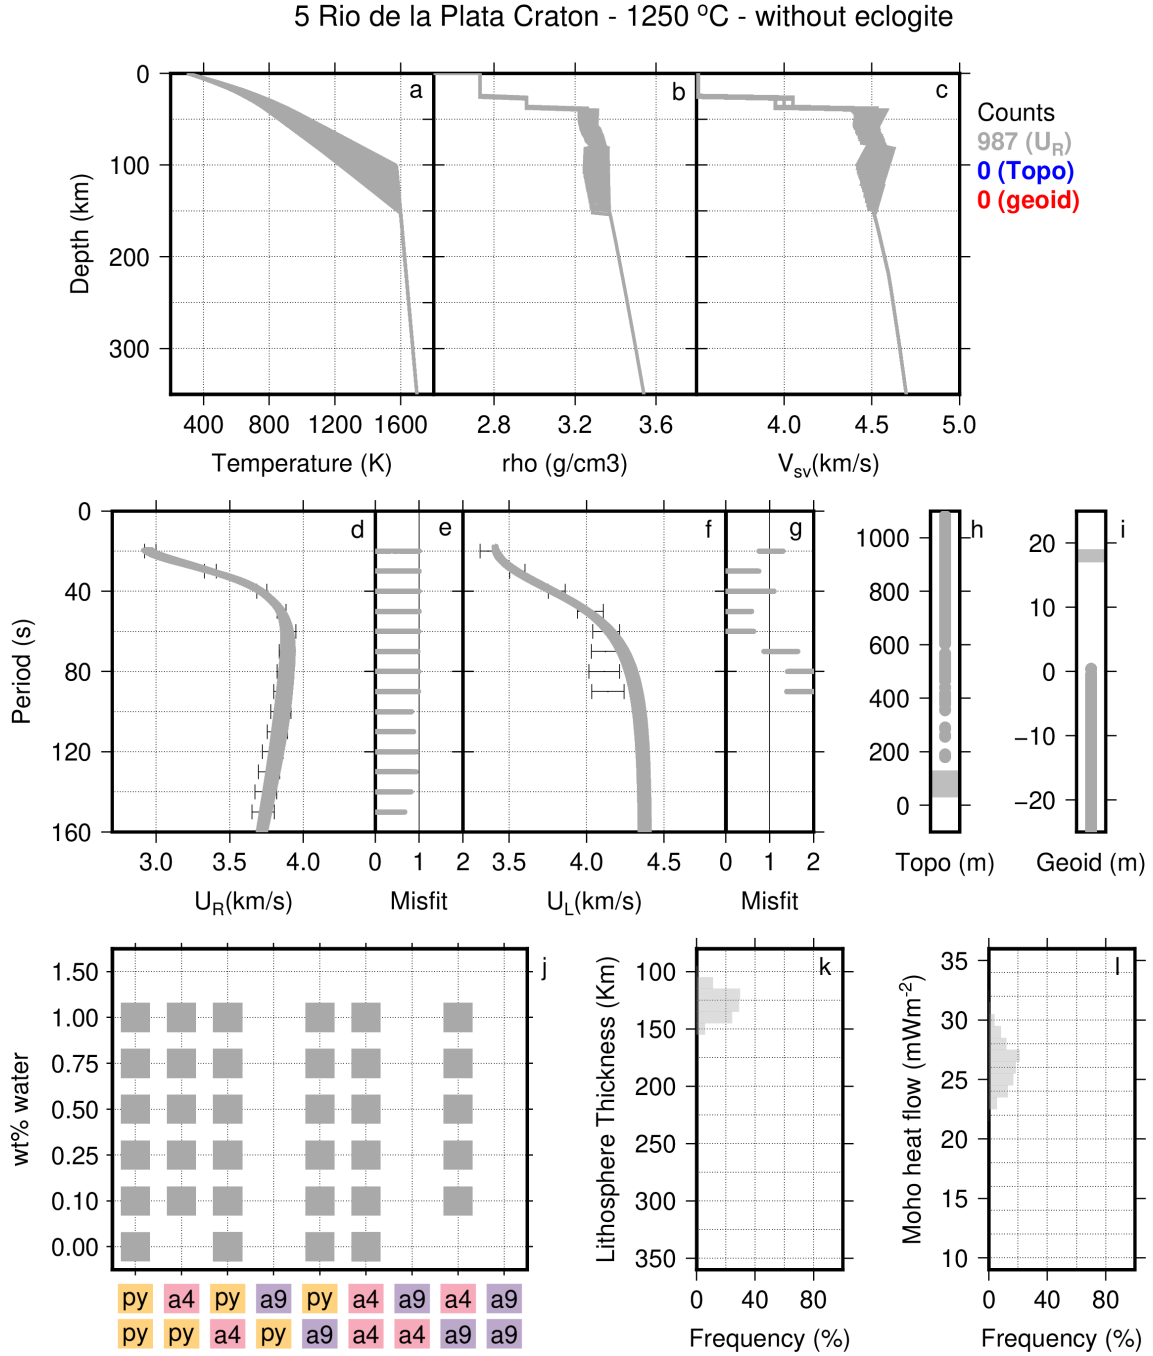 5 Rio de la Plata Craton - 1250 ºC - without eclogite
0
100
200
300
Depth (km)
a
b
c
400 800 1200 1600
2.8 3.2 3.6
4.0 4.5 5.0
Temperature (K)
rho (g/cm3)
Vsv(km/s)
Counts
987 (UR)
0 (Topo)
0 (geoid)
0
40
80
120
160
Period (s)
d
e
f
g
h
i
3.0 3.5 4.0
0 1 2
3.5 4.0 4.5
0 1 2
UR(km/s)
Misfit
UL(km/s)
Misfit
1000
800
600
400
200
0
Topo (m)
20
10
0
−10
−20
Geoid (m)
1.50
1.00
0.75
0.50
0.25
0.10
0.00
wt% water
j
py a4 py a9 py a4 a9 a4 a9
py py a4 py a9 a4 a4 a9 a9
100
150
200
250
300
350
Lithosphere Thickness (Km)
k
0 40 80
Frequency (%)
35
30
25
20
15
10
Moho heat flow (mWm-2)
l
0 40 80
Frequency (%)